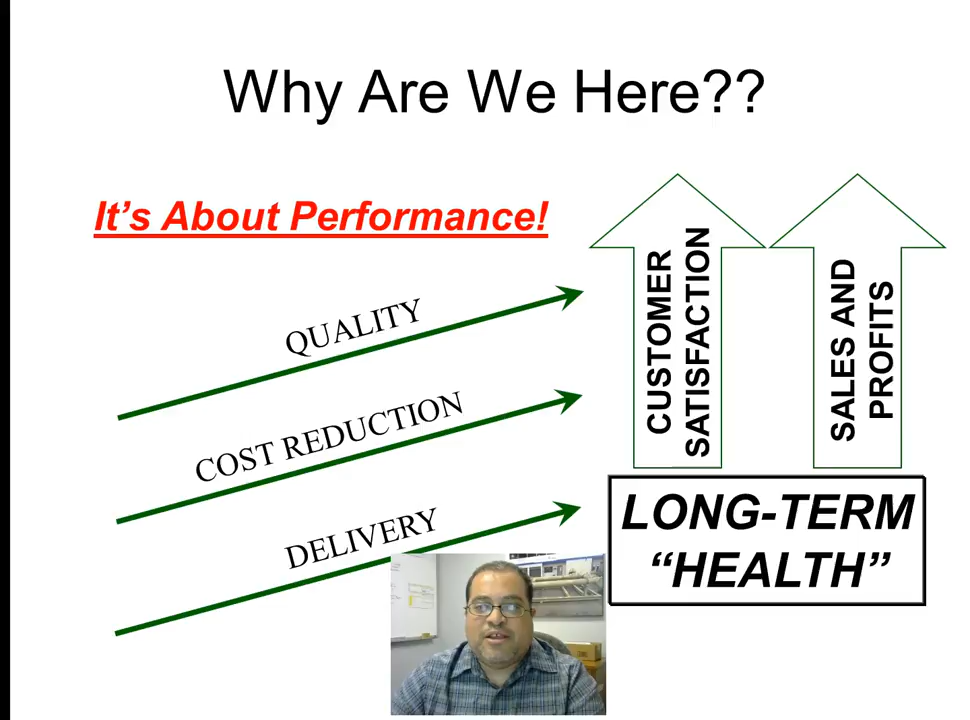 Why Are We Here??
It’s About Performance!
QUALITY
COST REDUCTION
DELIVERY
CUSTOMER
SATISFACTION
SALES AND
PROFITS
LONG-TERM
“HEALTH”